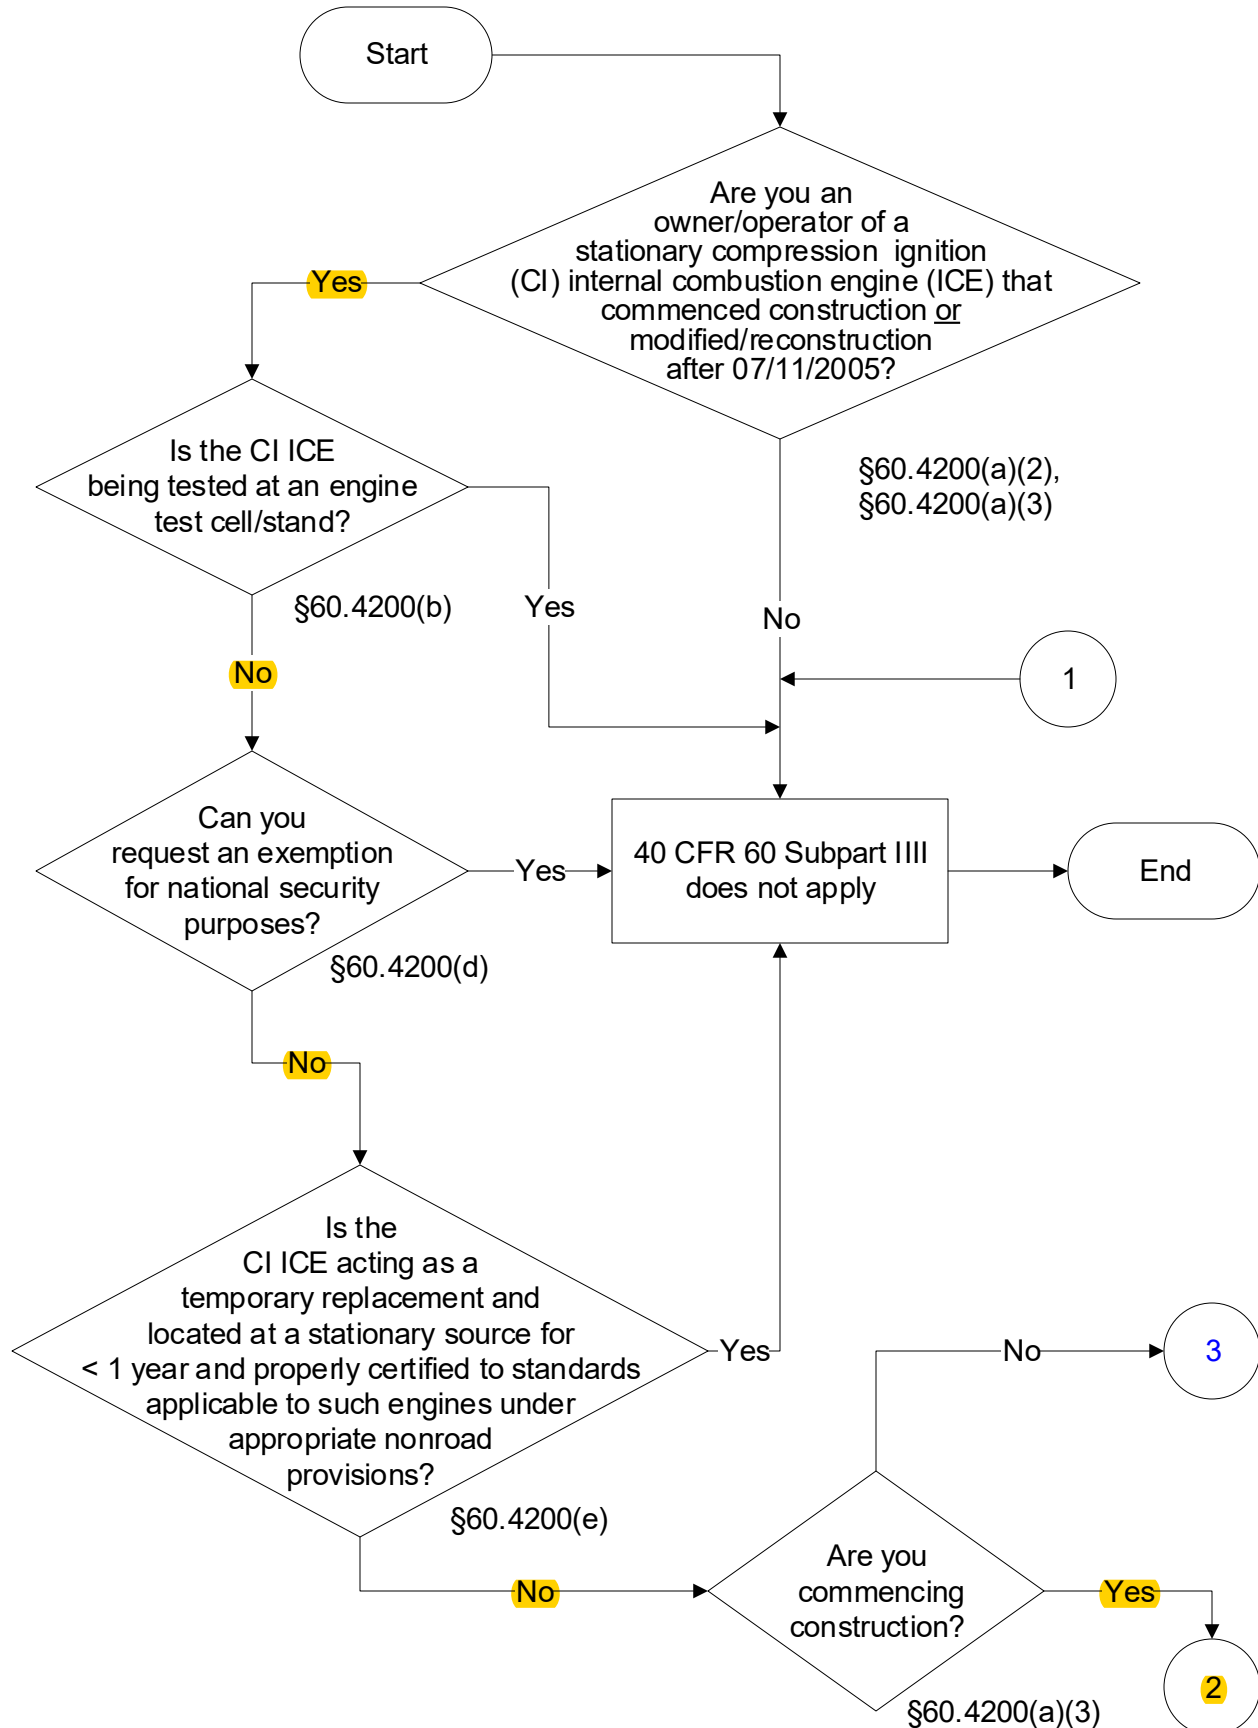 Start
Are you an
owner/operator of a
stationary compression ignition
(CI) internal combustion engine (ICE) that
commenced construction or
modified/reconstruction
after 07/11/2005?
Yes
§60.4200(a)(2),
§60.4200(a)(3)
Is the CI ICE
being tested at an engine
test cell/stand?
§60.4200(b)
Yes
No
No
1
Can you
request an exemption
for national security
purposes?
Yes
40 CFR 60 Subpart IIII
does not apply
End
§60.4200(d)
No
Is the
CI ICE acting as a
temporary replacement and
located at a stationary source for
< 1 year and properly certified to standards
applicable to such engines under
appropriate nonroad
provisions?
Yes
No
3
§60.4200(e)
No
Are you
commencing
construction?
Yes
2
§60.4200(a)(3)